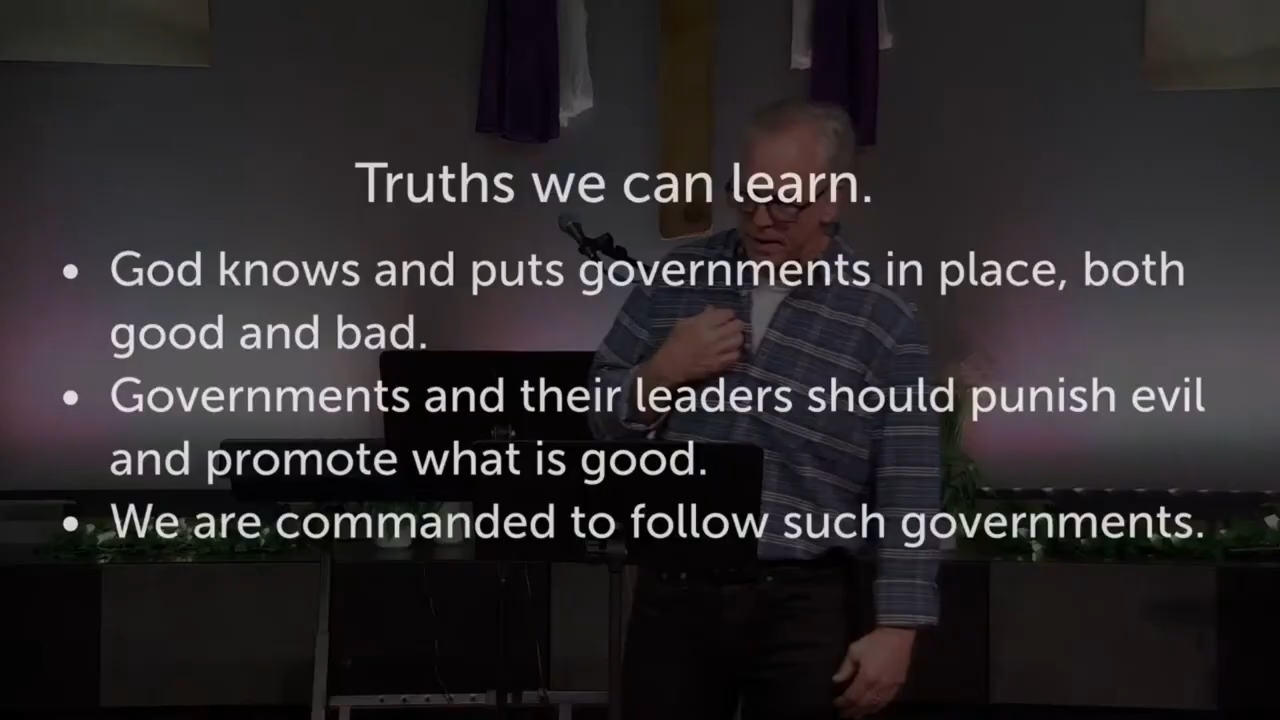 Truths we can learn.
• God knows and puts governments in place, both
good and bad.
• Governments and their leaders should punish evil
and promote what is good.
• We are commanded to follow such governments.